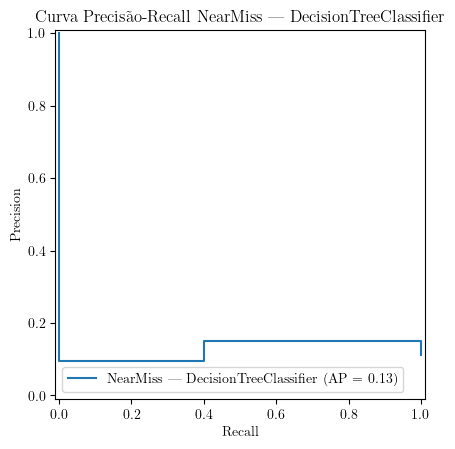 Curva Precisão-Recall NearMiss — DecisionTreeClassifier
1.0
0.8
0.6
0.4
0.2
0.0
Precision
NearMiss — DecisionTreeClassifier (AP = 0.13)
0.0 0.2 0.4 0.6 0.8 1.0
Recall